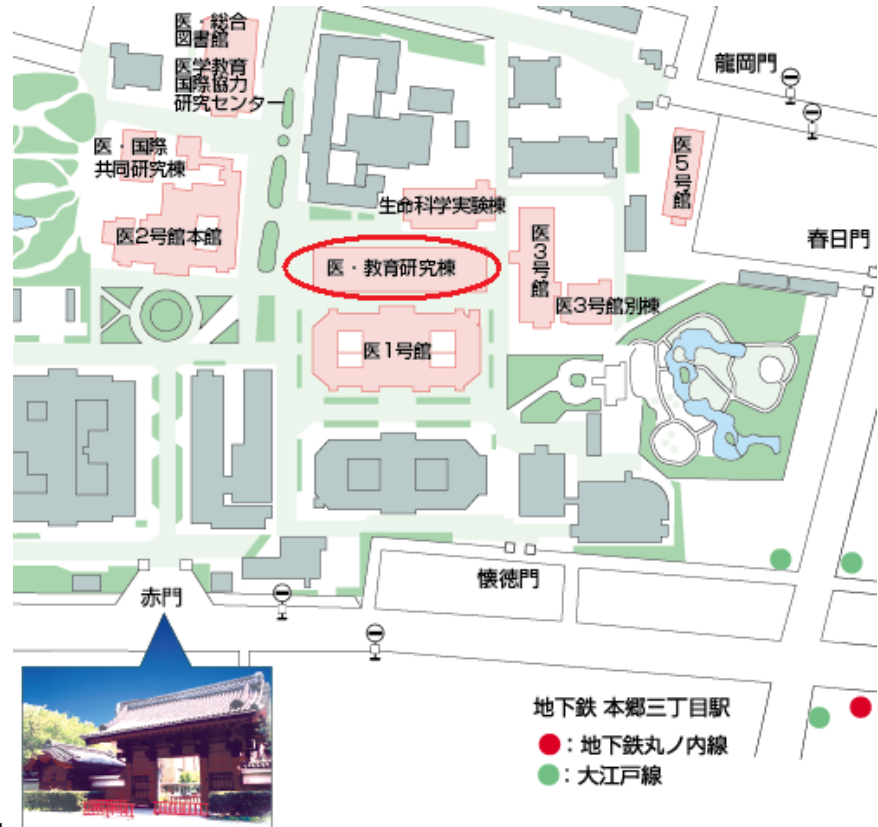 医・総合
図書館
医学教育
国際協力
研究センター
龍岡門
医・国際
共同研究棟
医5号館
生命科学実験棟
医2号館本館
医3号館
春日門
医・教育研究棟
医3号館別棟
医1号館
懐徳門
赤門
地下鉄 本郷三丁目駅
：地下鉄丸ノ内線
：大江戸線